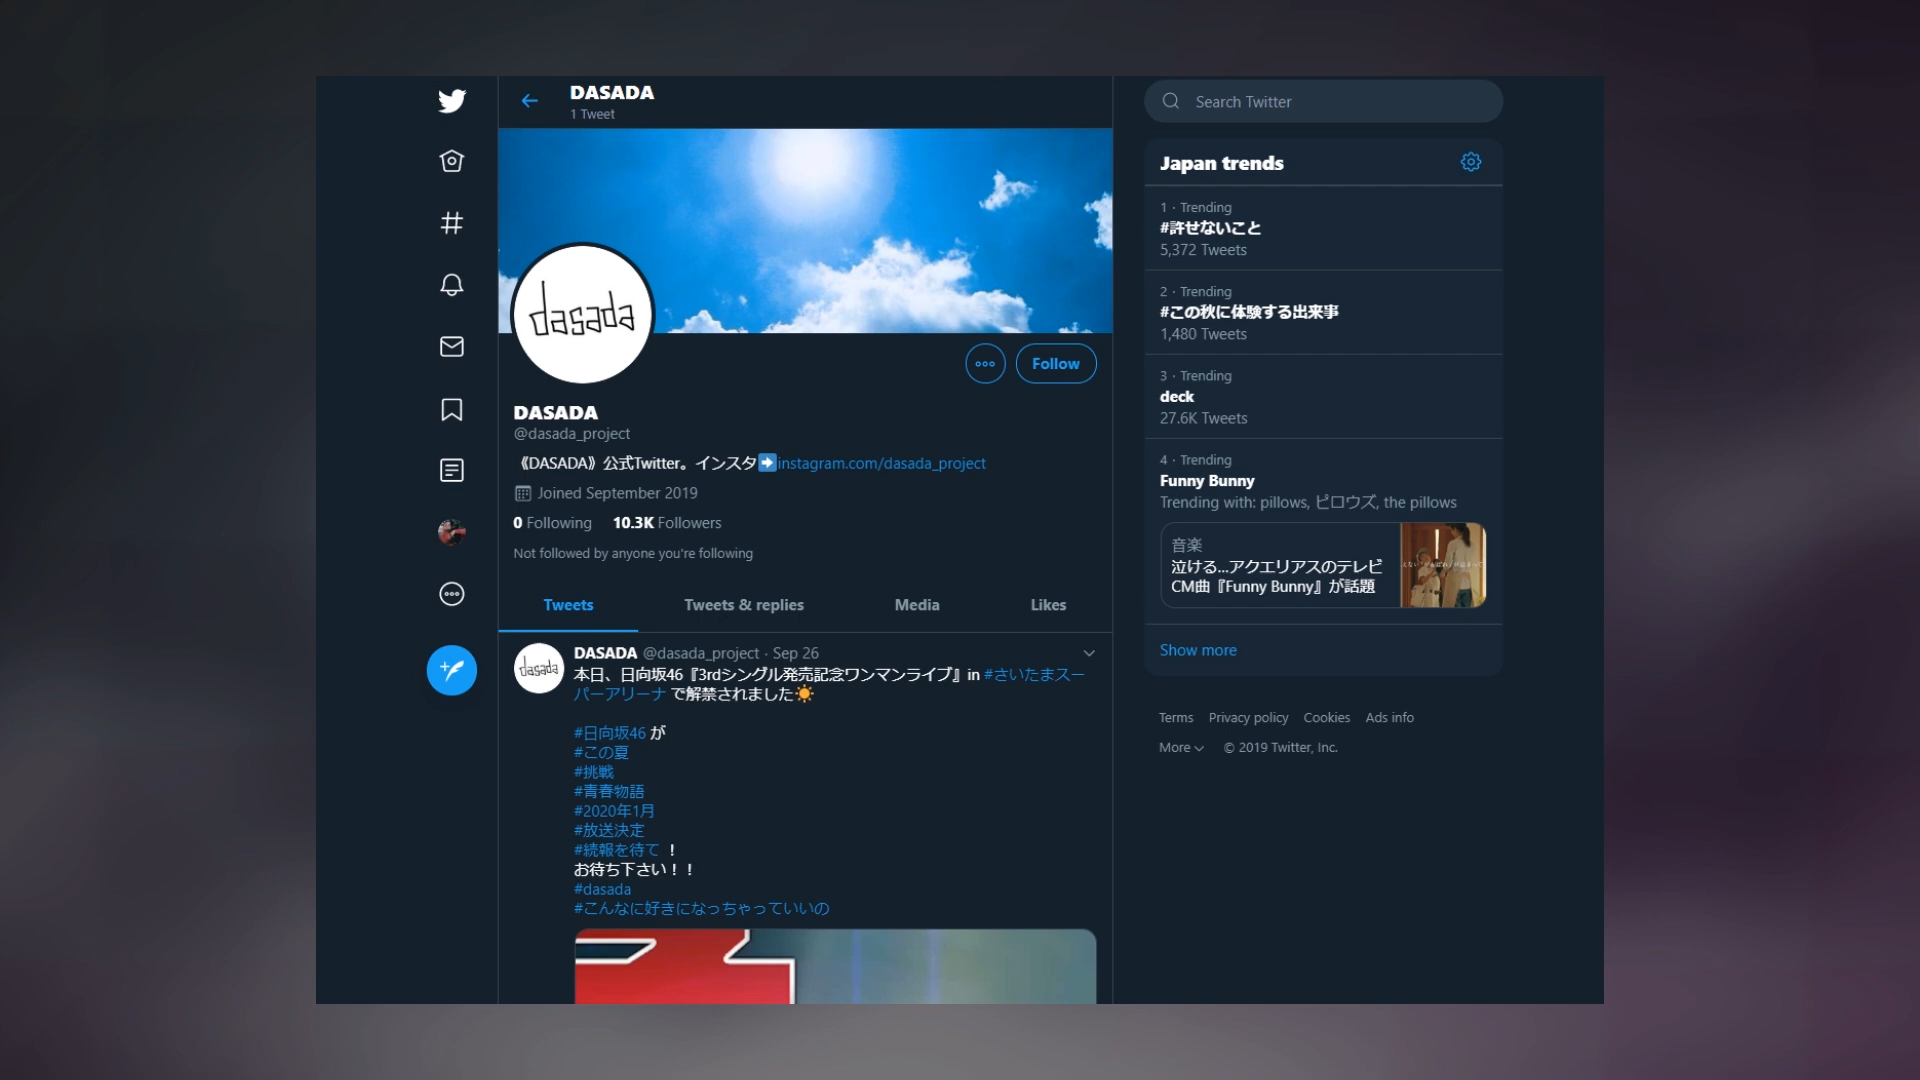 DASADA
1 Tweet
dasada
Follow
DASADA
@dasada_project
《DASADA》公式Twitter。インスタ➡instagram.com/dasada_project
Joined September 2019
0 Following 10.3K Followers
Not followed by anyone you're following
Tweets Tweets & replies Media Likes
dasada
DASADA @dasada_project · Sep 26
本日、日向坂46『3rdシングル発売記念ワンマンライブ』in #さいたまスー
パーアリーナ で解禁されました☀
#日向坂46 が
#この夏
#挑戦
#青春物語
#2020年1月
#放送決定
#続報を待て ！
お待ち下さい！！
#dasada
#こんなに好きになっちゃっていいの
Search Twitter
Japan trends
1 · Trending
#許せないこと
5,372 Tweets
2 · Trending
#この秋に体験する出来事
1,480 Tweets
3 · Trending
deck
27.6K Tweets
4 · Trending
Funny Bunny
Trending with: pillows, ピロウズ, the pillows
音楽
泣ける...アクエリアスのテレビ
CM曲『Funny Bunny』が話題
Show more
Terms Privacy policy Cookies Ads info
More © 2019 Twitter, Inc.